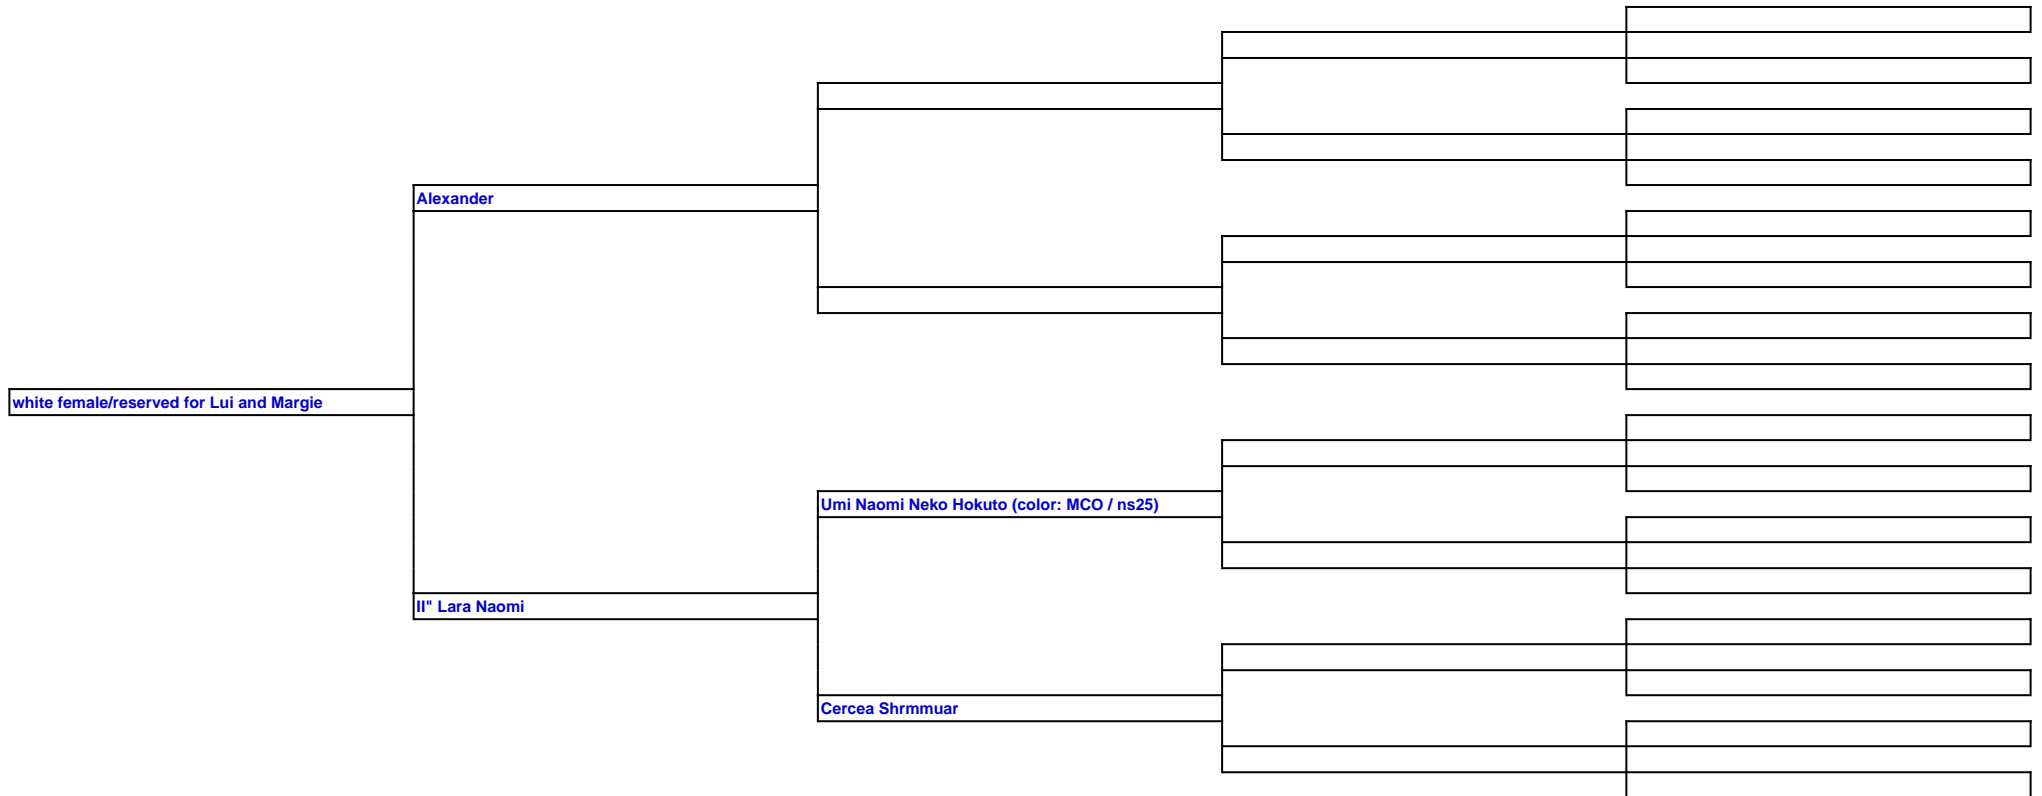 Alexander
white female/reserved for Lui and Margie
Umi Naomi Neko Hokuto (color: MCO / ns25)
II" Lara Naomi
Cercea Shrmmuar